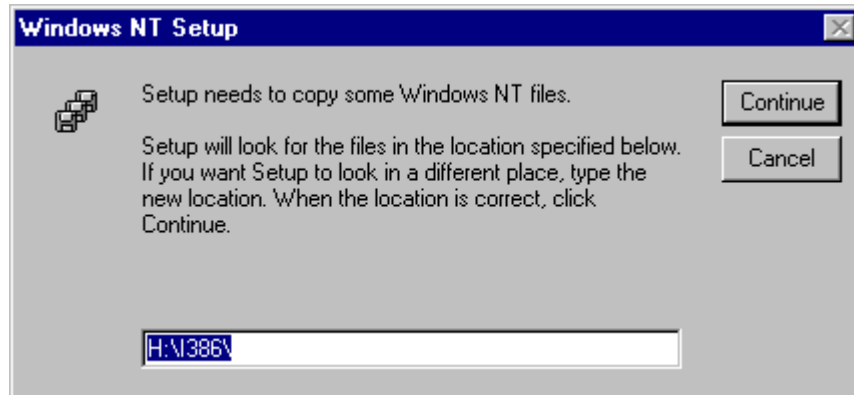 Windows NT Setup
Setup needs to copy some Windows NT files.
Continue
Setup will look for the files in the location specified below.
If you want Setup to look in a different place, type the
new location. When the location is correct, click
Continue.
Cancel
H:\I386\